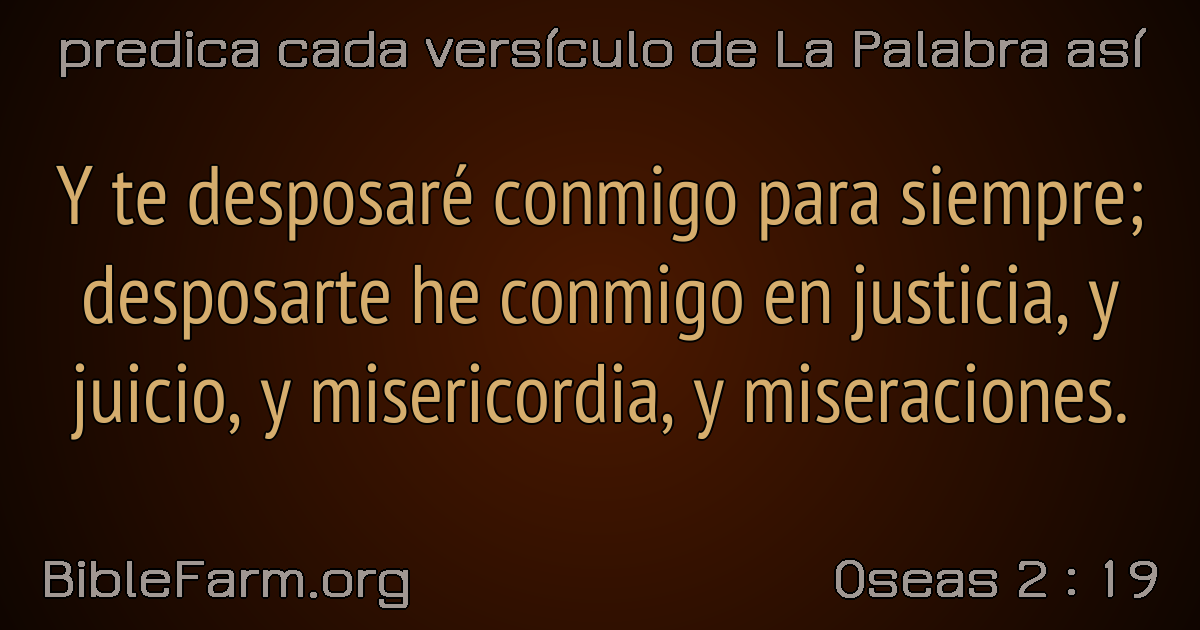 predica cada versículo de La Palabra así
Y te desposaré conmigo para siempre;
desposarte he conmigo en justicia, y
juicio, y misericordia, y miseraciones.
BibleFarm.org
Oseas 2 : 19